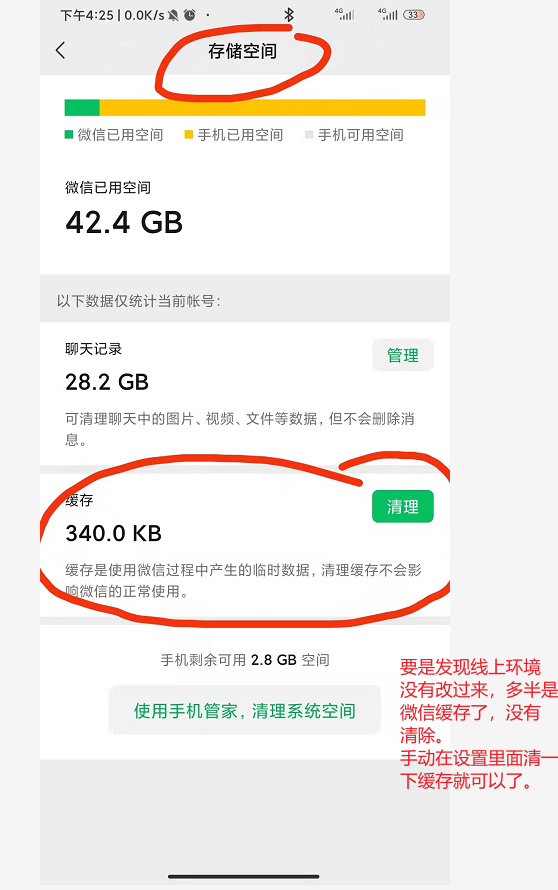 下午4:25 | 0.0K/s
4G
4G
33
存储空间
微信已用空间 手机已用空间 手机可用空间
微信已用空间
42.4 GB
以下数据仅统计当前帐号:
聊天记录
管理
28.2 GB
可清理聊天中的图片、视频、文件等数据，但不会删除消
息。
缓存
清理
340.0 KB
缓存是使用微信过程中产生的临时数据，清理缓存不会影
响微信的正常使用。
手机剩余可用 2.8 GB 空间
使用手机管家，清理系统空间
要是发现线上环境
没有改过来，多半是
微信缓存了，没有
清除。
手动在设置里面清一
下缓存就可以了。